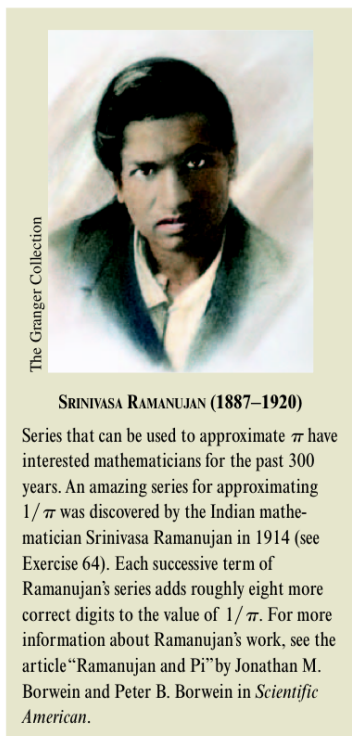 The Granger Collection
SRINIVASA RAMANUJAN (1887–1920)
Series that can be used to approximate π have
interested mathematicians for the past 300
years. An amazing series for approximating
1/π was discovered by the Indian mathe-
matician Srinivasa Ramanujan in 1914 (see
Exercise 64). Each successive term of
Ramanujan's series adds roughly eight more
correct digits to the value of 1/π. For more
information about Ramanujan's work, see the
article “Ramanujan and Pi” by Jonathan M.
Borwein and Peter B. Borwein in Scientific
American.